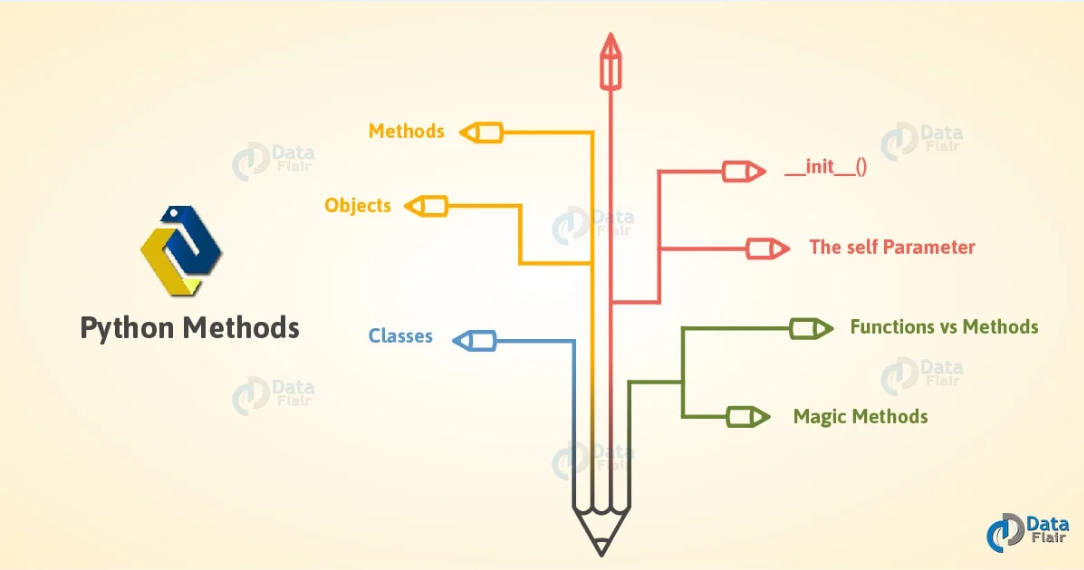 Python Methods
Methods
Objects
Classes
__init__()
The self Parameter
Functions vs Methods
Magic Methods
Data
Flair
Data
Flair
Data
Flair
Data
Flair
Data
Flair
Data
Flair
Data
Flair